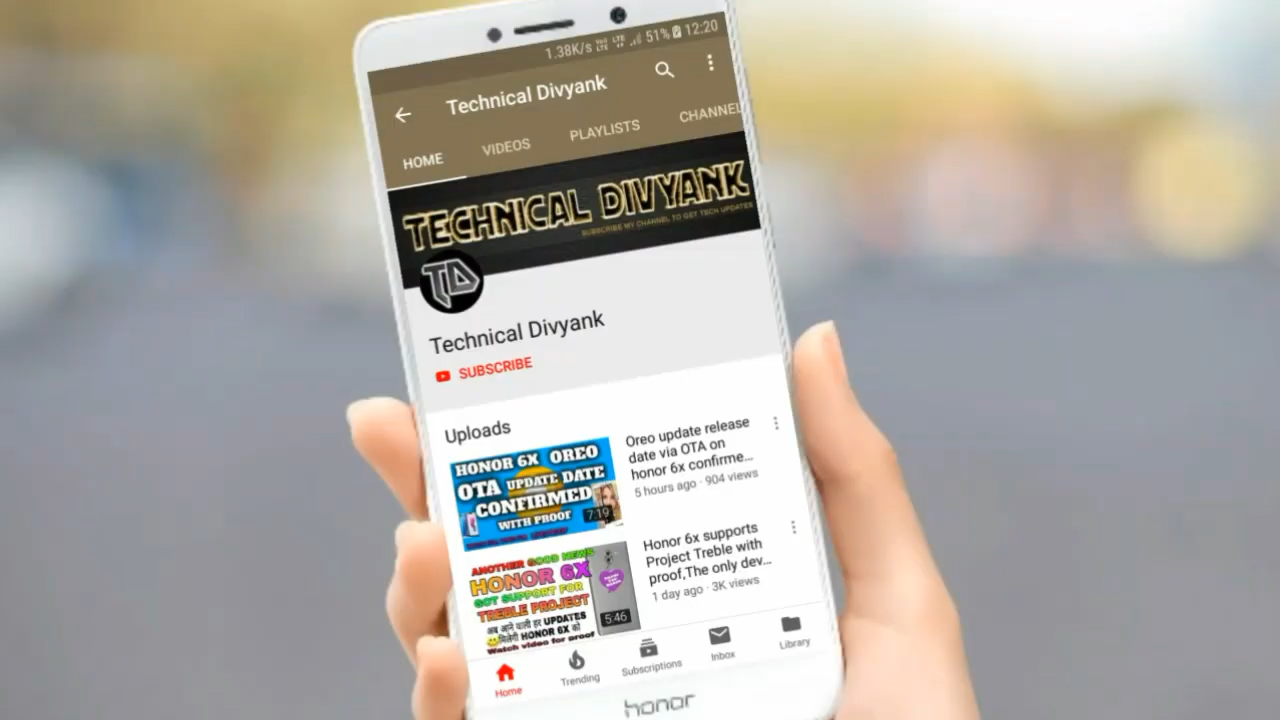 1.38K/s 51% 12:20
Technical Divyank
HOME VIDEOS PLAYLISTS CHANNEL
TECHNICAL DIVYANK
SUBSCRIBE MY CHANNEL TO GET TECH UPDATES
TD
Technical Divyank
SUBSCRIBE
Uploads
HONOR 6X OREO
OTA UPDATE DATE
CONFIRMED
WITH PROOF
7:19
Oreo update release
date via OTA on
honor 6x confirme...
5 hours ago · 904 views
ANOTHER GOOD NEWS
HONOR 6X
GOT SUPPORT FOR
TREBLE PROJECT
अब आने वाली हर UPDATES
मिलेगी HONOR 6X को
Watch video for proof
5:46
Honor 6x supports
Project Treble with
proof,The only dev...
1 day ago · 3K views
Home Trending Subscriptions Inbox Library
honor